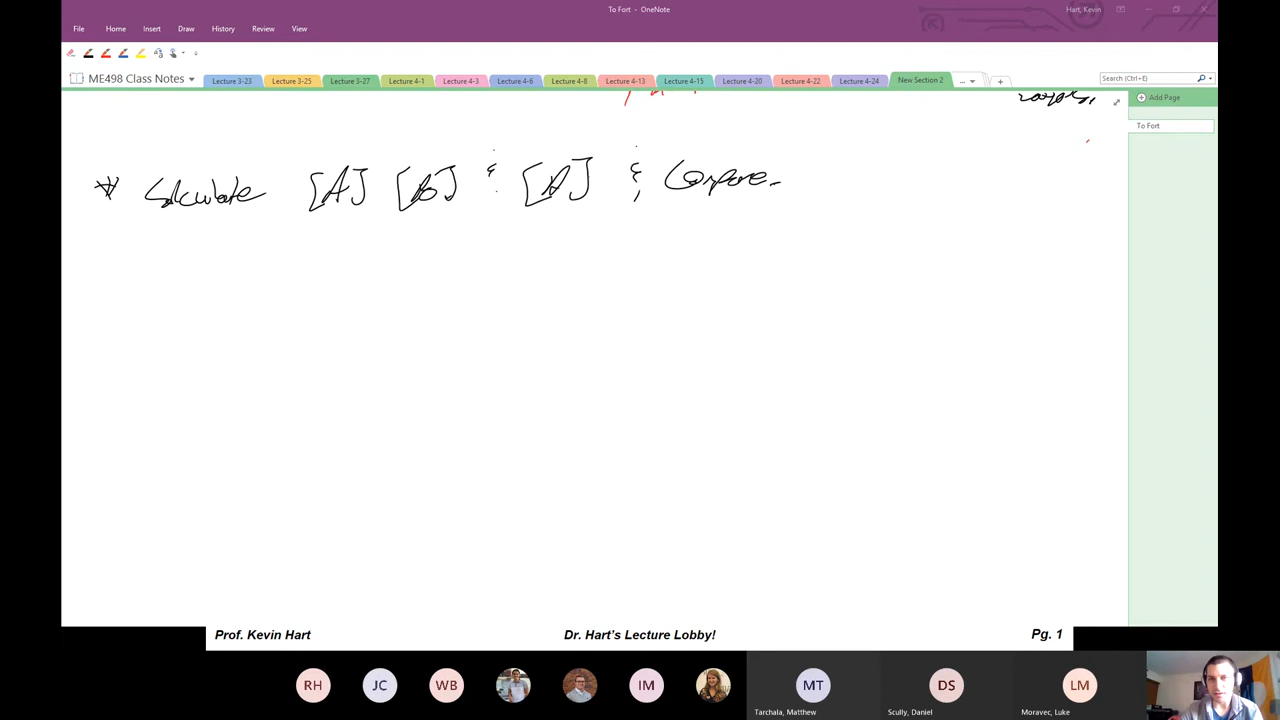 To Fort - OneNote
Hart, Kevin
File Home Insert Draw History Review View
ME498 Class Notes Lecture 3-23 Lecture 3-25 Lecture 3-27 Lecture 4-1 Lecture 4-3 Lecture 4-6 Lecture 4-8 Lecture 4-13 Lecture 4-15 Lecture 4-20 Lecture 4-22 Lecture 4-24 New Section 2 ... + Search (Ctrl+E)
Add Page
To Fort
* Calculate [A] [B] & [D] & Compare.
Prof. Kevin Hart Dr. Hart's Lecture Lobby! Pg. 1
RH JC WB IM MT DS LM
Tarchala, Matthew Scully, Daniel Moravec, Luke